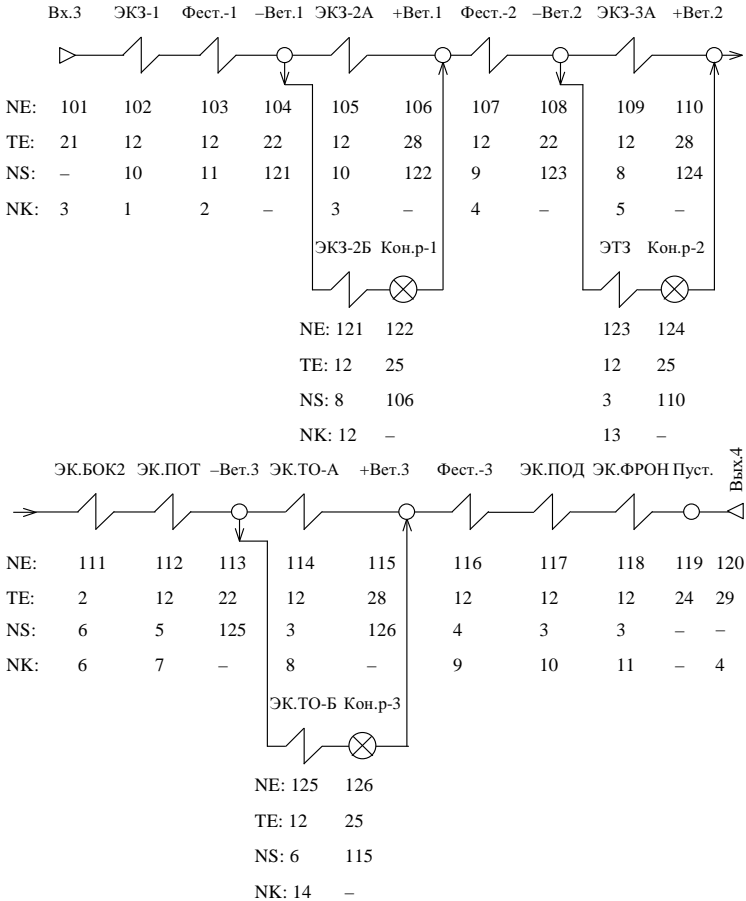 Вх.3 ЭКЗ-1 Фест.-1 –Вет.1 ЭКЗ-2А +Вет.1 Фест.-2 –Вет.2 ЭКЗ-3А +Вет.2
NE: 101 102 103 104 105 106 107 108 109 110
TE: 21 12 12 22 12 28 12 22 12 28
NS: – 10 11 121 10 122 9 123 8 124
NK: 3 1 2 – 3 – 4 – 5 –
ЭКЗ-2Б Кон.р-1 ЭТЗ Кон.р-2
NE: 121 122 123 124
TE: 12 25 12 25
NS: 8 106 3 110
NK: 12 – 13 –
ЭК.БОК2 ЭК.ПОТ –Вет.3 ЭК.ТО-А +Вет.3 Фест.-3 ЭК.ПОД ЭК.ФРОН Пуст. Вых.4
NE: 111 112 113 114 115 116 117 118 119 120
TE: 2 12 22 12 28 12 12 12 24 29
NS: 6 5 125 3 126 4 3 3 – –
NK: 6 7 – 8 – 9 10 11 – 4
ЭК.ТО-Б Кон.р-3
NE: 125 126
TE: 12 25
NS: 6 115
NK: 14 –